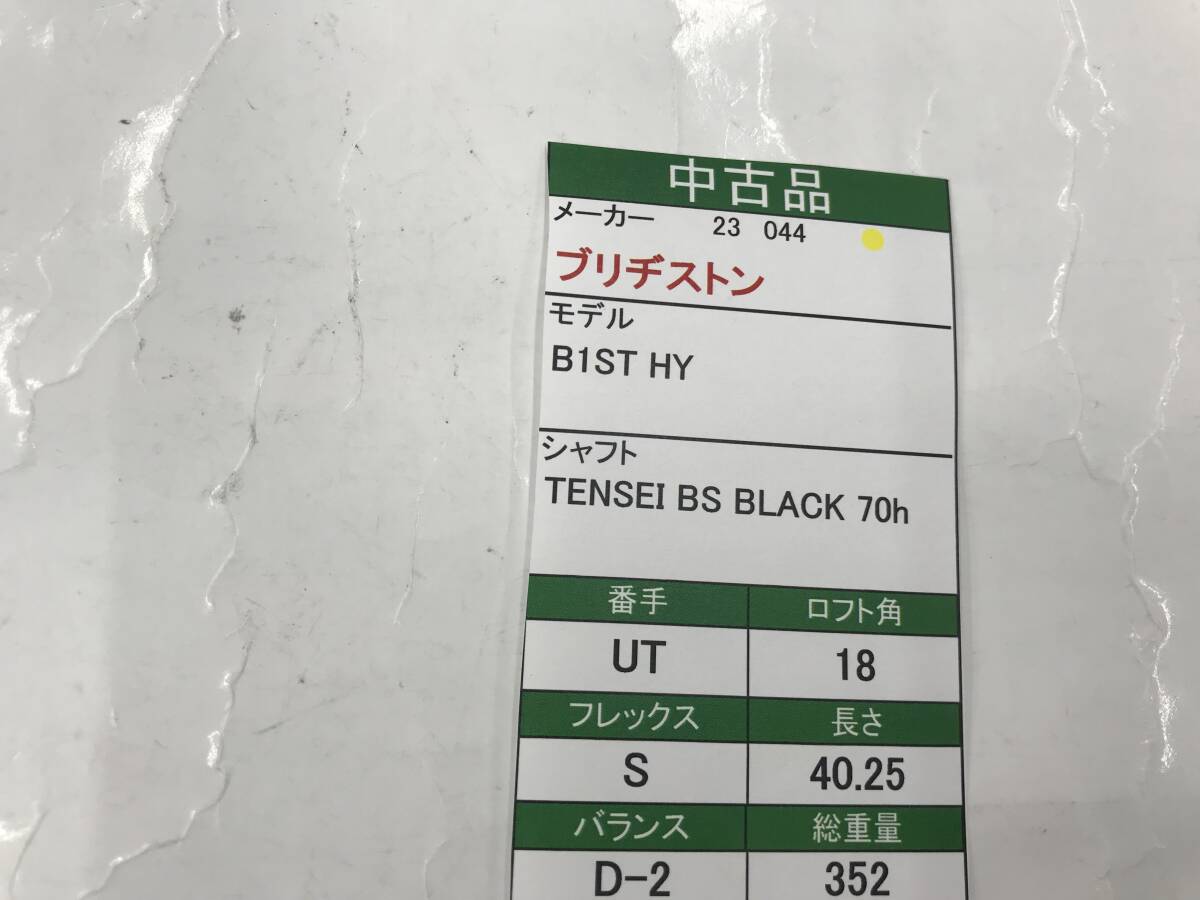 中古品
メーカー 23 044
ブリヂストン
モデル
B1ST HY
シャフト
TENSEI BS BLACK 70h
番手 ロフト角
UT 18
フレックス 長さ
S 40.25
バランス 総重量
D-2 352